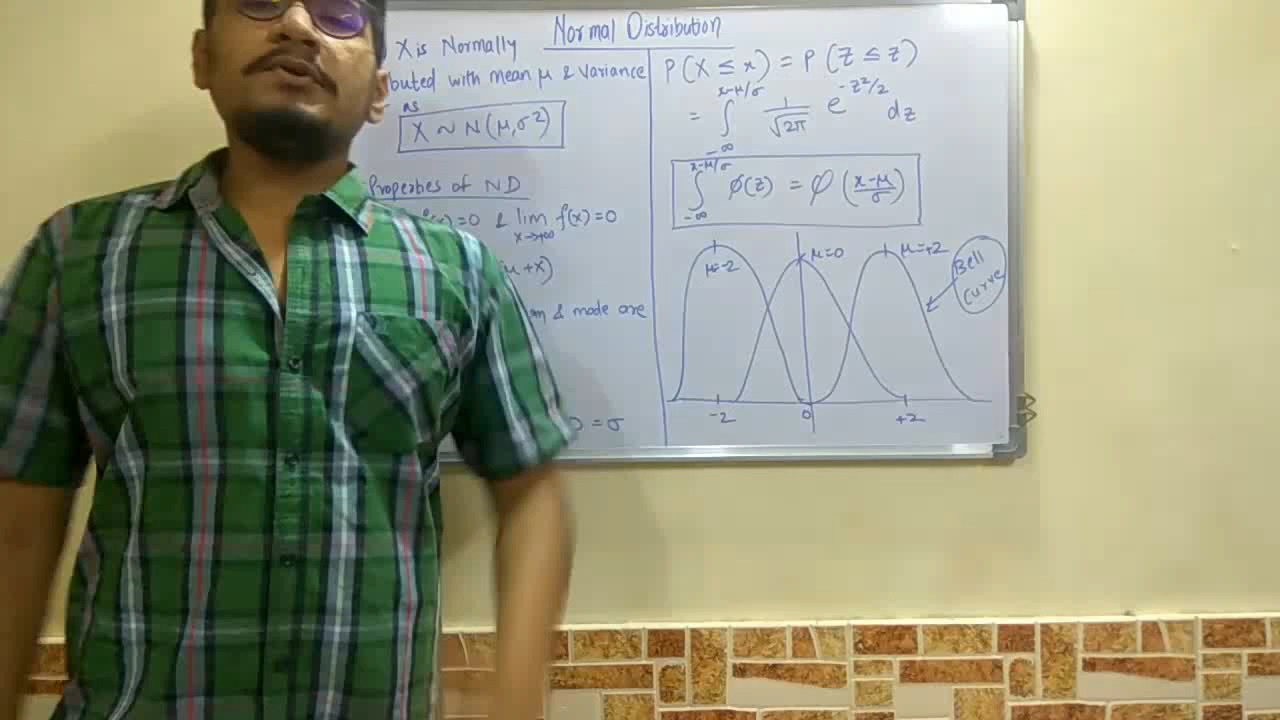 Normal Distribution
X is Normally
buted with mean μ & Variance
as
X ~ N(μ,σ²)
Properties of ND
=0 & lim f(x)=0
x→+∞
μ+x)
& mode are
= σ
P(X ≤ x) = P(Z ≤ z)
= ∫_{-∞}^{x-μ/σ} 1/√2π e^{-z²/2} dz
∫_{-∞}^{x-μ/σ} φ(z) = φ(x-μ/σ)
μ=-2 μ=0 μ=+2
Bell
Curve
-2 0 +2